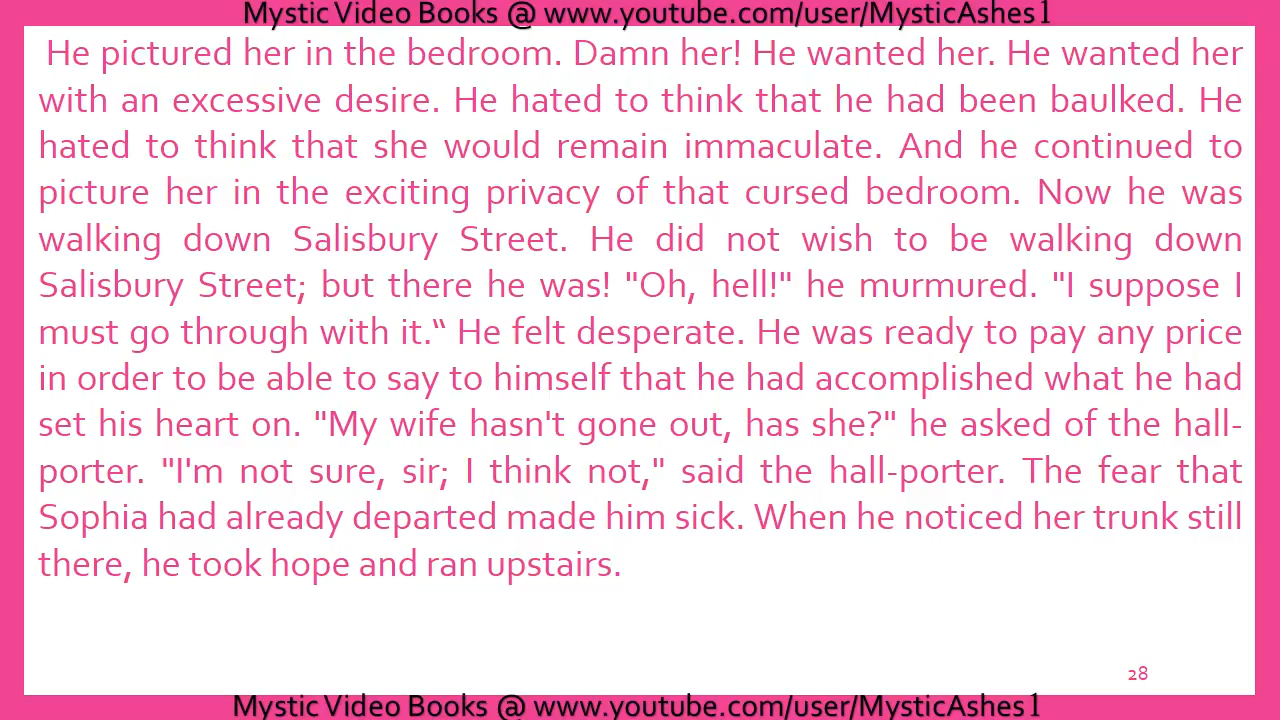 Mystic Video Books @ www.youtube.com/user/MysticAshes1
He pictured her in the bedroom. Damn her! He wanted her. He wanted her
with an excessive desire. He hated to think that he had been baulked. He
hated to think that she would remain immaculate. And he continued to
picture her in the exciting privacy of that cursed bedroom. Now he was
walking down Salisbury Street. He did not wish to be walking down
Salisbury Street; but there he was! "Oh, hell!" he murmured. "I suppose I
must go through with it.“ He felt desperate. He was ready to pay any price
in order to be able to say to himself that he had accomplished what he had
set his heart on. "My wife hasn't gone out, has she?" he asked of the hall-
porter. "I'm not sure, sir; I think not," said the hall-porter. The fear that
Sophia had already departed made him sick. When he noticed her trunk still
there, he took hope and ran upstairs.
28
Mystic Video Books @ www.youtube.com/user/MysticAshes1